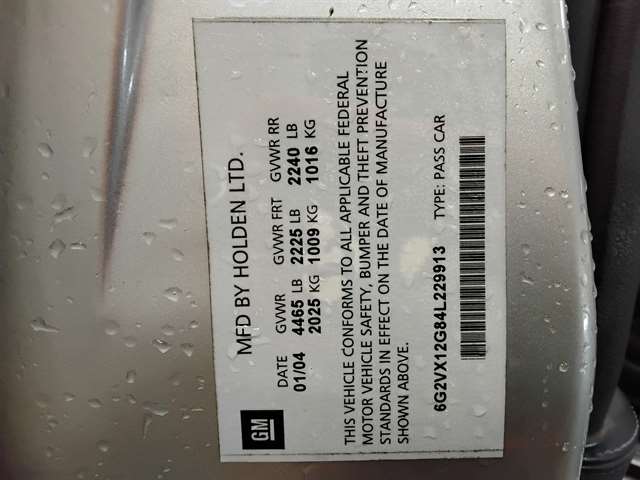 GM
MFD BY HOLDEN LTD.
DATE GVWR GVWR FRT GVWR RR
01/04 4465 LB 2225 LB 2240 LB
2025 KG 1009 KG 1016 KG
THIS VEHICLE CONFORMS TO ALL APPLICABLE FEDERAL
MOTOR VEHICLE SAFETY, BUMPER AND THEFT PREVENTION
STANDARDS IN EFFECT ON THE DATE OF MANUFACTURE
SHOWN ABOVE.
6G2VX12G84L229913 TYPE: PASS CAR